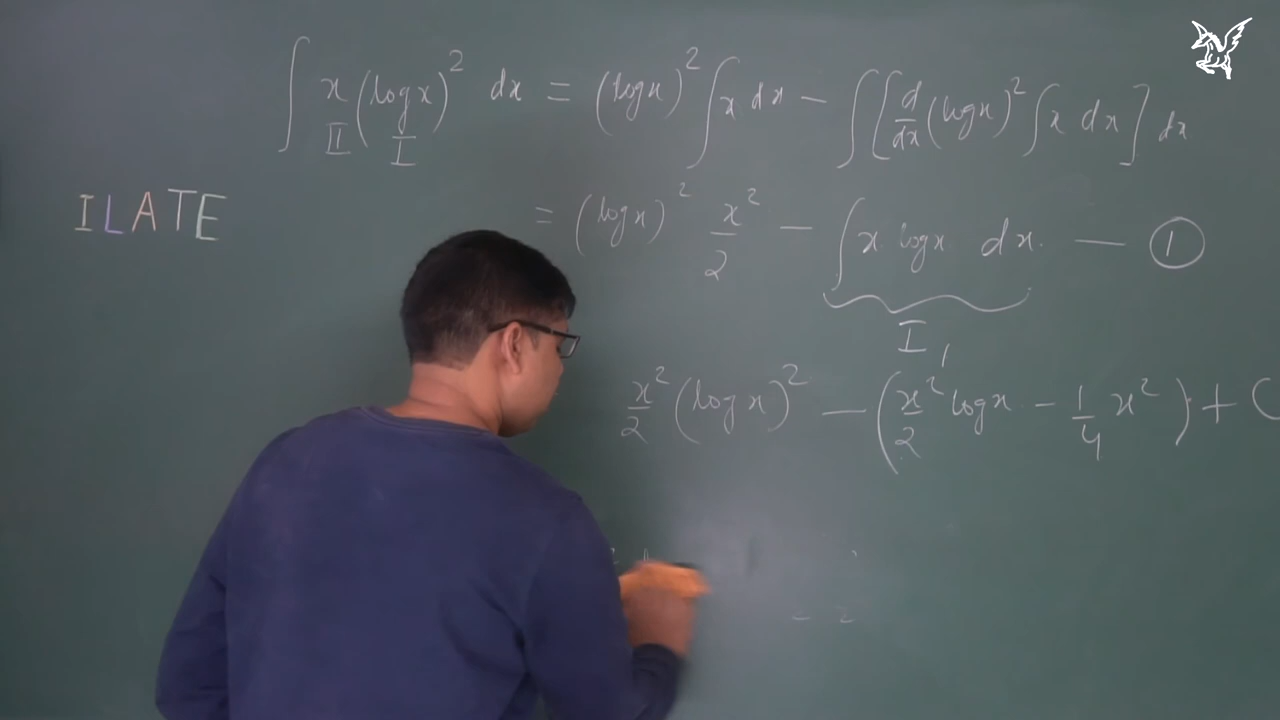 ∫ x (log x)² dx = (log x)² ∫ x dx − ∫ [ d/dx (log x)² ∫ x dx ] dx
II I
ILATE
= (log x)² x²/2 − ∫ x log x dx. — ①
I₁
x²/2 (log x)² − ( x²/2 log x − 1/4 x² ) + C